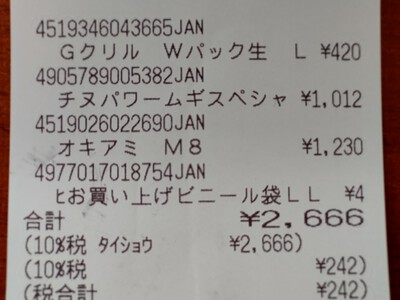 4519346043665JAN
Gクリル Wパック生 L ¥420
4905789005382JAN
チヌパワームギスペシャ ¥1,012
4519026022690JAN
オキアミ M8 ¥1,230
4977017018754JAN
ヒお買い上げビニール袋LL ¥4
合計 ¥2,666
(10%税 タイショウ ¥2,666)
(10%税 ¥242)
(税合計 ¥242)